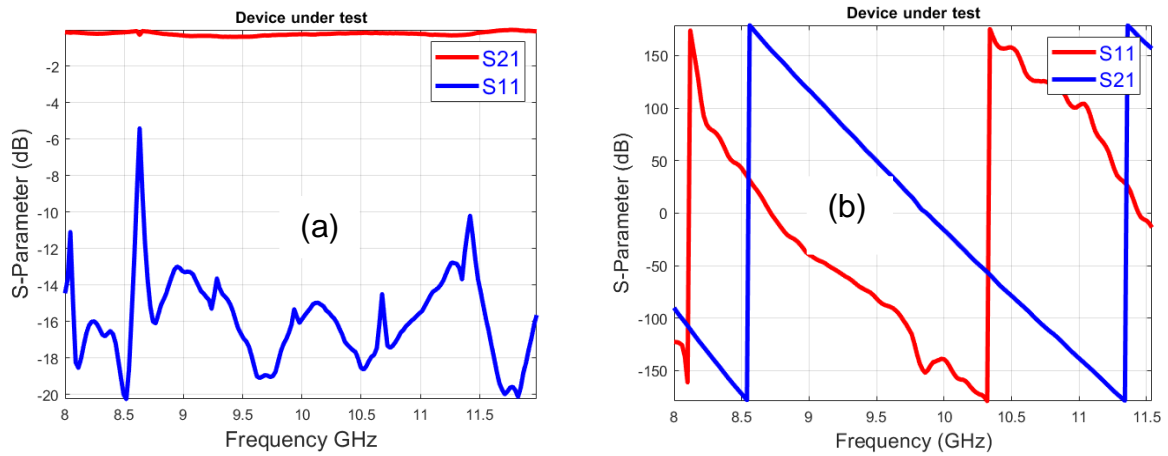 Device under test
S-Parameter (dB)
-2
-4
-6
-8
-10
-12
-14
-16
-18
-20
S21
S11
(a)
8
8.5
9
9.5
10
10.5
11
11.5
Frequency GHz
Device under test
S-Parameter (dB)
150
100
50
0
-50
-100
-150
S11
S21
(b)
8
8.5
9
9.5
10
10.5
11
11.5
Frequency (GHz)